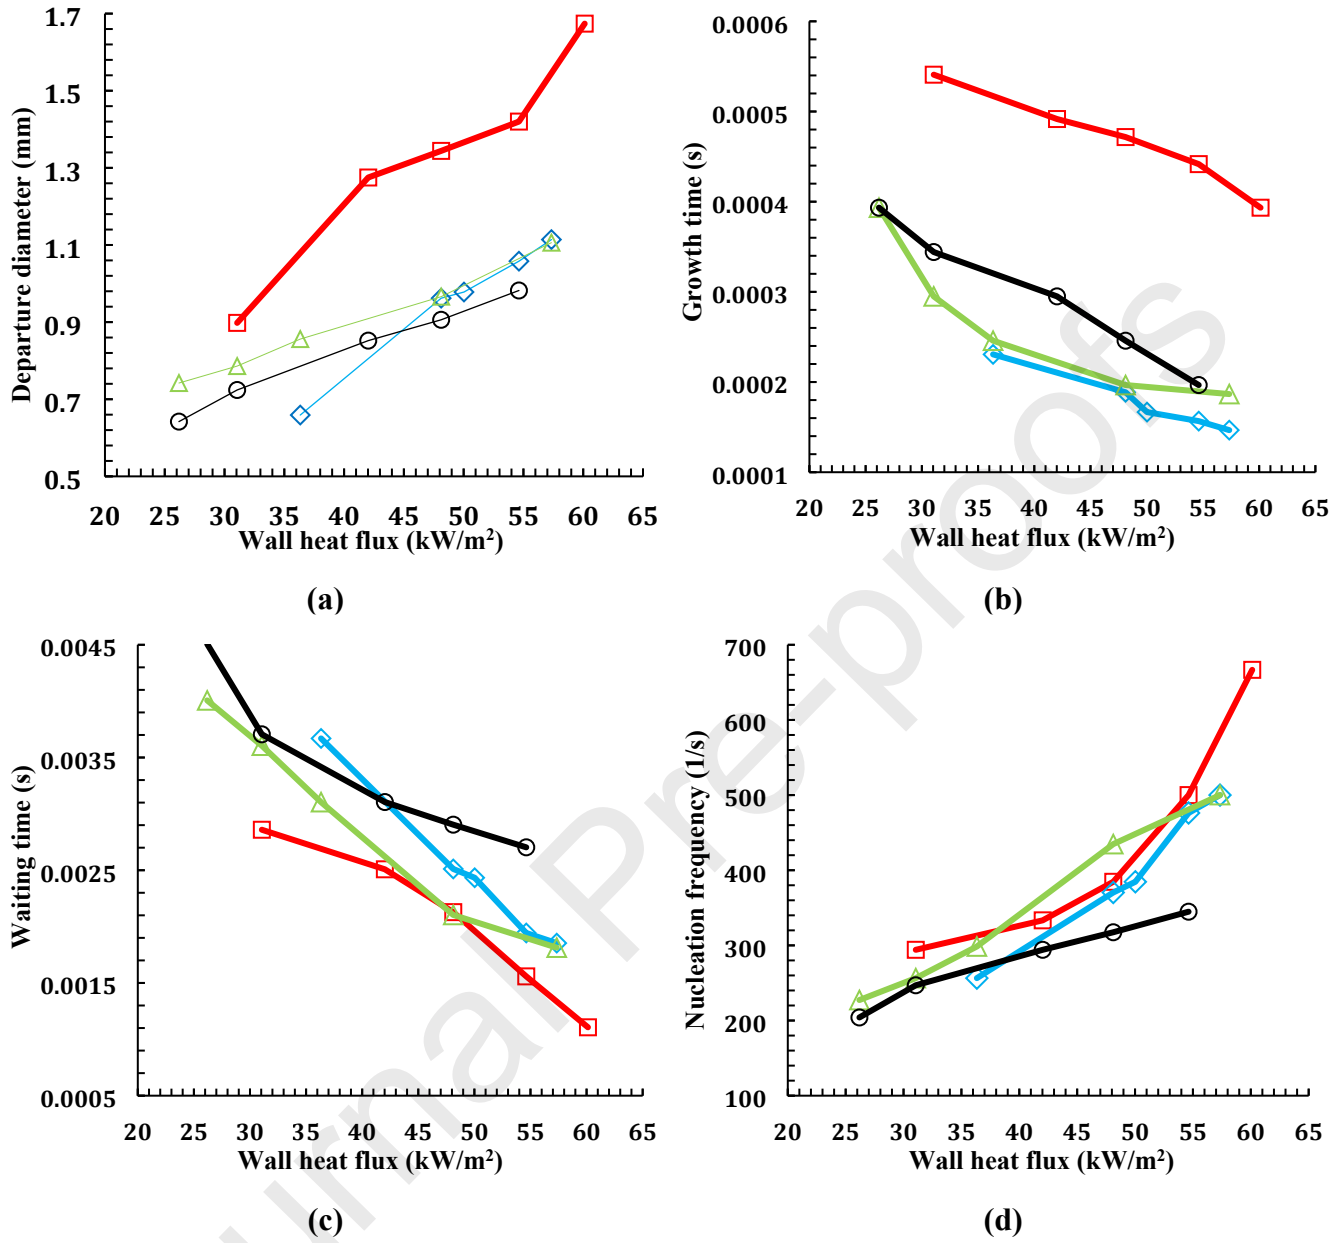 1.7
1.5
1.3
1.1
0.9
0.7
0.5
Departure diameter (mm)
20 25 30 35 40 45 50 55 60 65
Wall heat flux (kW/m²)
(a)
0.0006
0.0005
0.0004
0.0003
0.0002
0.0001
Growth time (s)
20 25 30 35 40 45 50 55 60 65
Wall heat flux (kW/m²)
(b)
0.0045
0.0035
0.0025
0.0015
0.0005
Waiting time (s)
20 25 30 35 40 45 50 55 60 65
Wall heat flux (kW/m²)
(c)
700
600
500
400
300
200
100
Nucleation frequency (1/s)
20 25 30 35 40 45 50 55 60 65
Wall heat flux (kW/m²)
(d)
urnal Pre-proofs